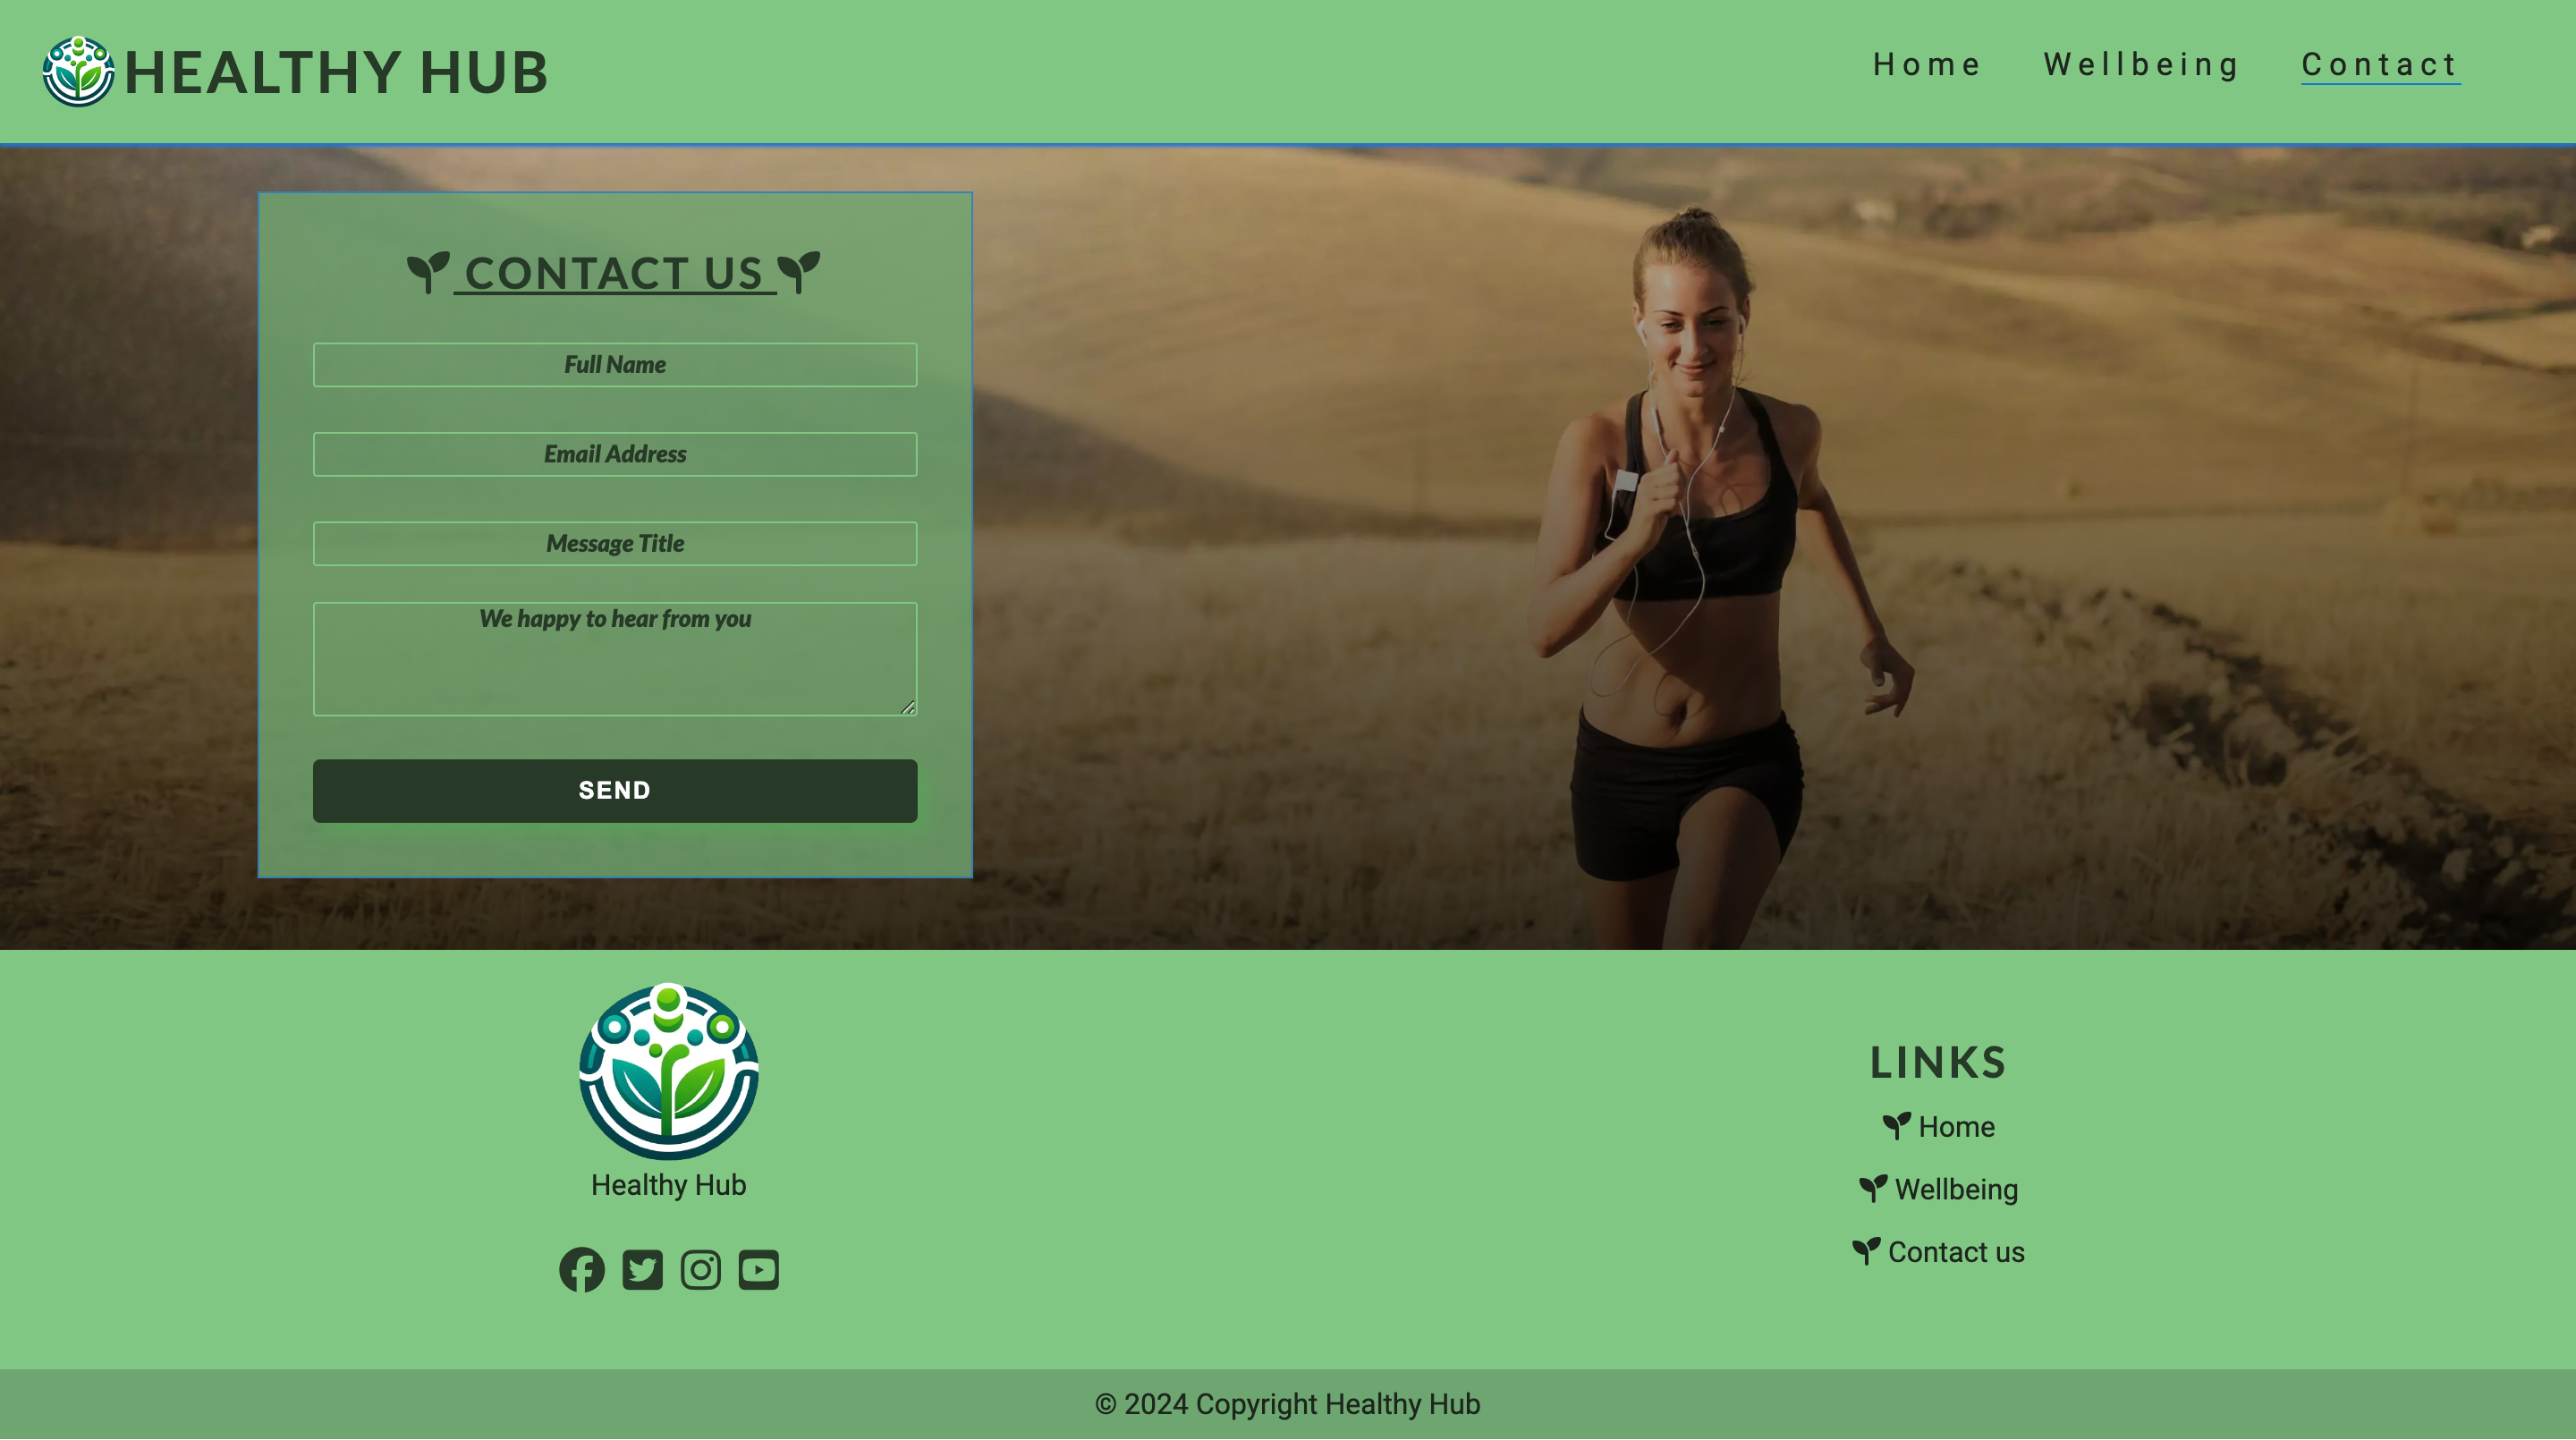 HEALTHY HUB
Home Wellbeing Contact
CONTACT US
Full Name
Email Address
Message Title
We happy to hear from you
SEND
Healthy Hub
LINKS
Home
Wellbeing
Contact us
© 2024 Copyright Healthy Hub